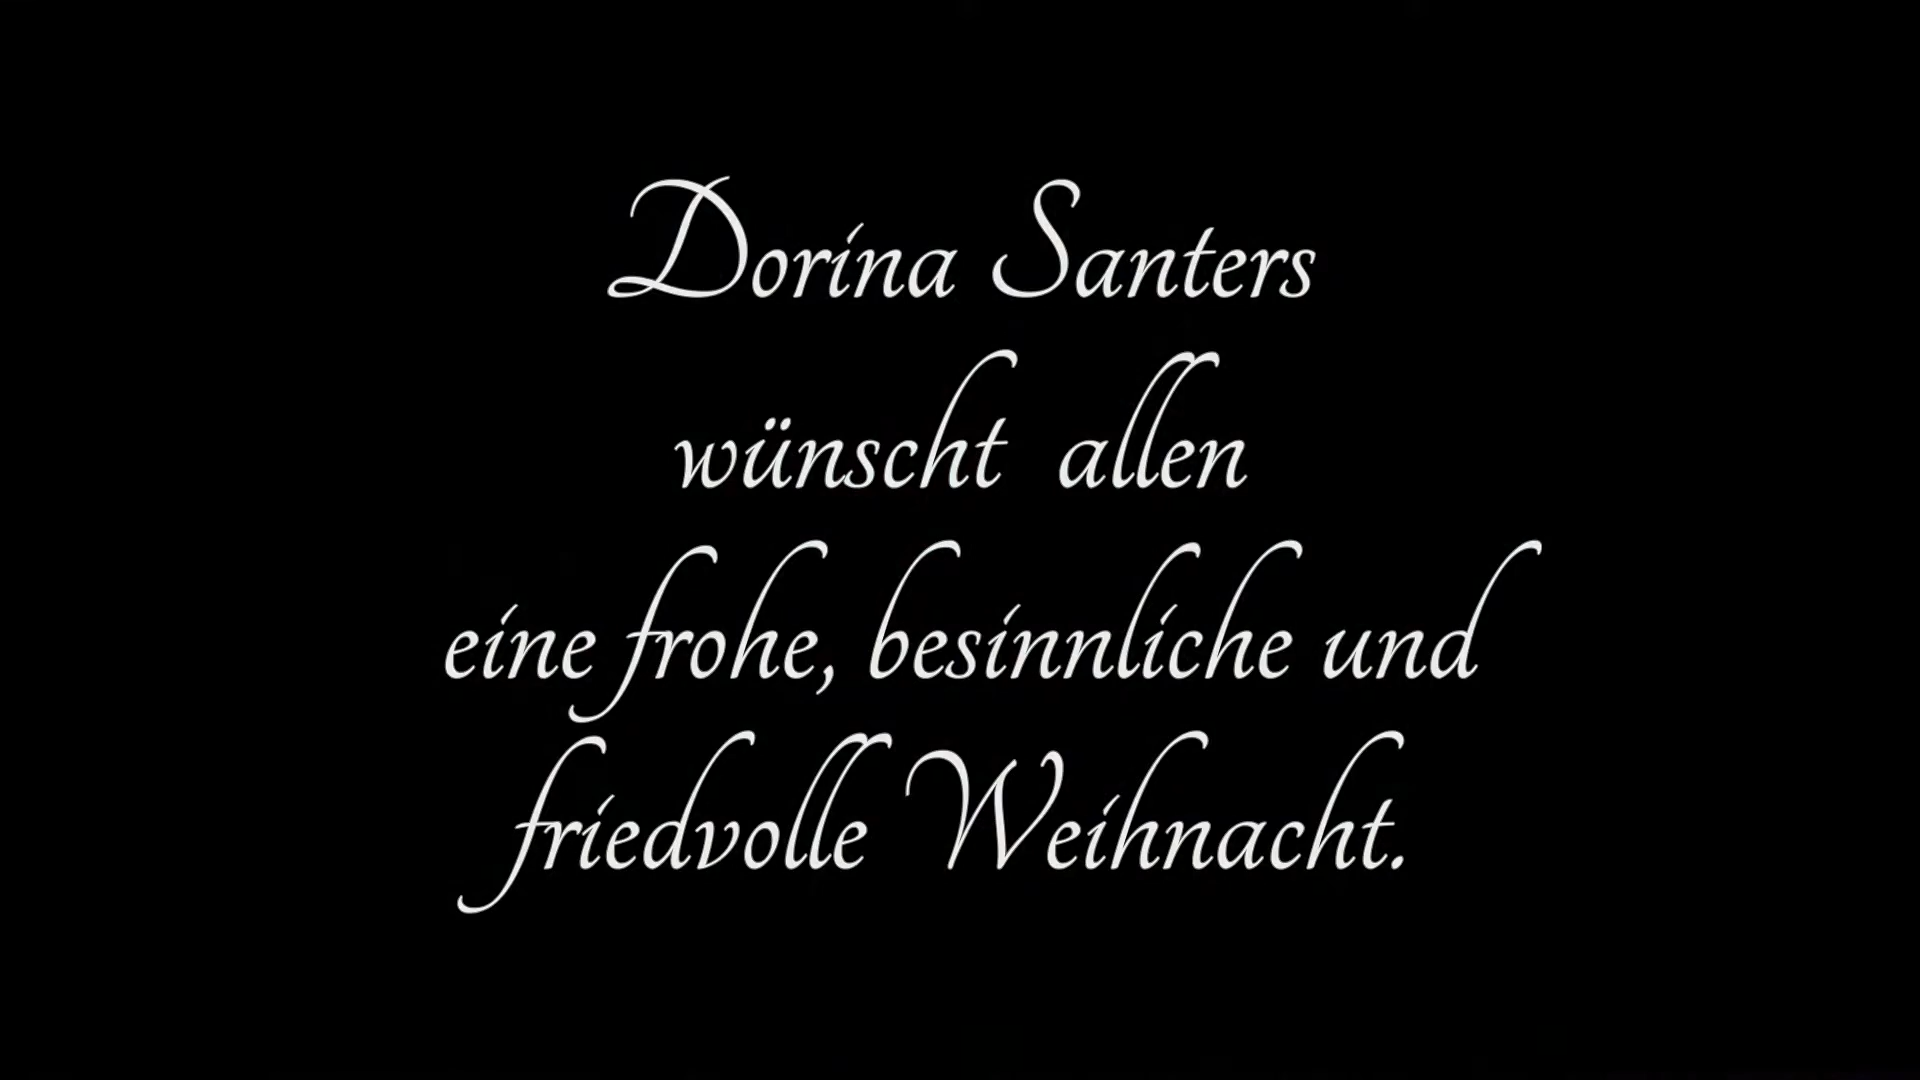 Dorina Santers
wünscht allen
eine frohe, besinnliche und
friedvolle Weihnacht.